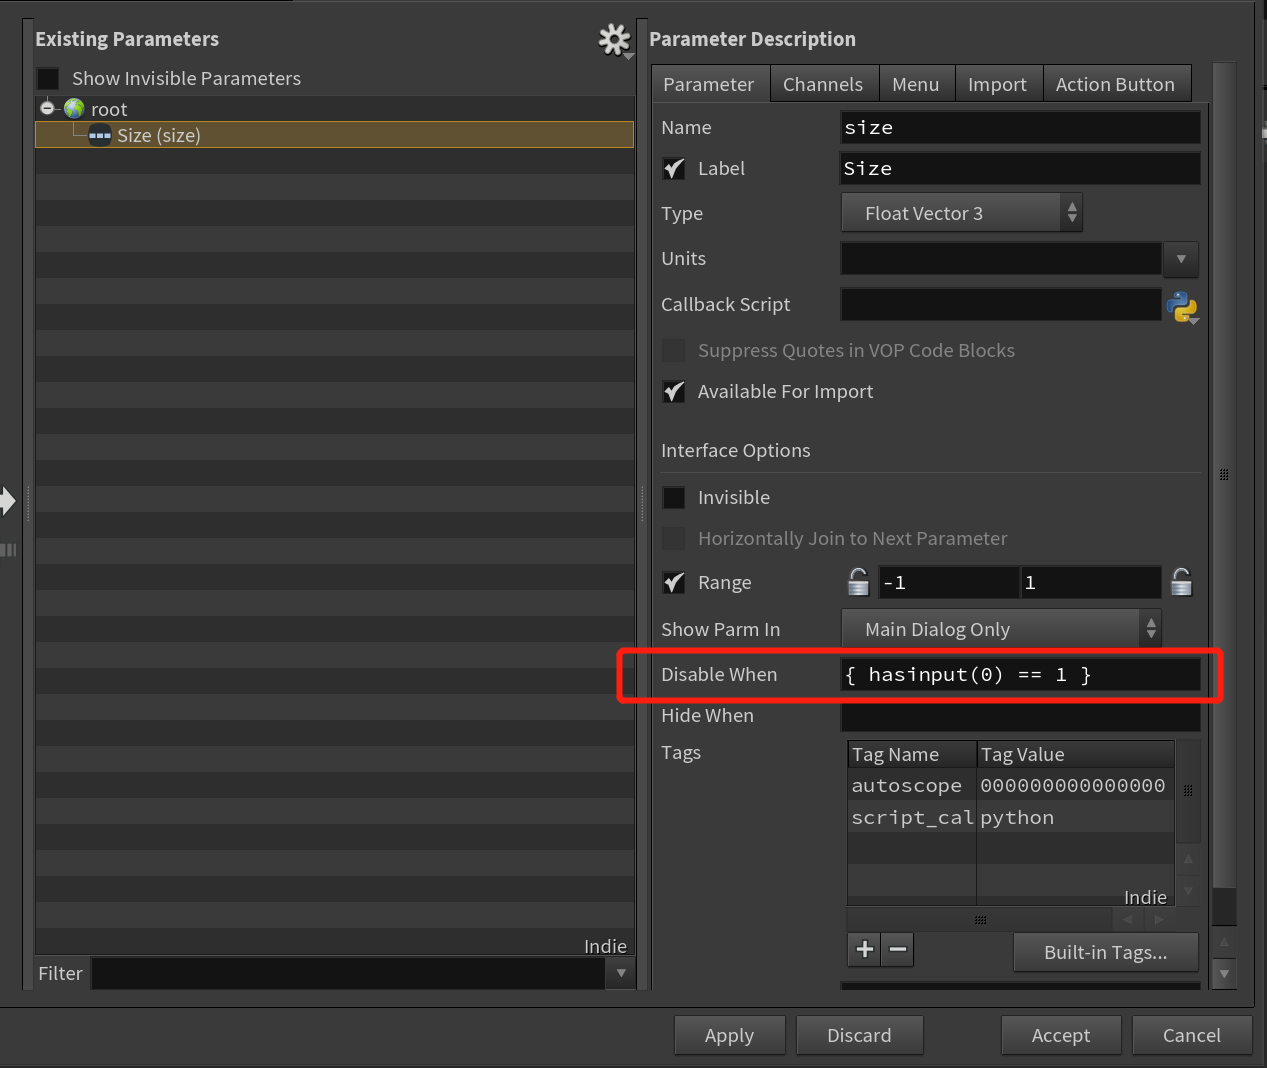 Existing Parameters
Show Invisible Parameters
root
Size (size)
Indie
Filter
Parameter Description
Parameter Channels Menu Import Action Button
Name size
Label Size
Type Float Vector 3
Units
Callback Script
Suppress Quotes in VOP Code Blocks
Available For Import
Interface Options
Invisible
Horizontally Join to Next Parameter
Range -1 1
Show Parm In Main Dialog Only
Disable When { hasinput(0) == 1 }
Hide When
Tags
Tag Name Tag Value
autoscope 000000000000000
script_cal python
Indie
+ − Built-in Tags...
Apply Discard Accept Cancel